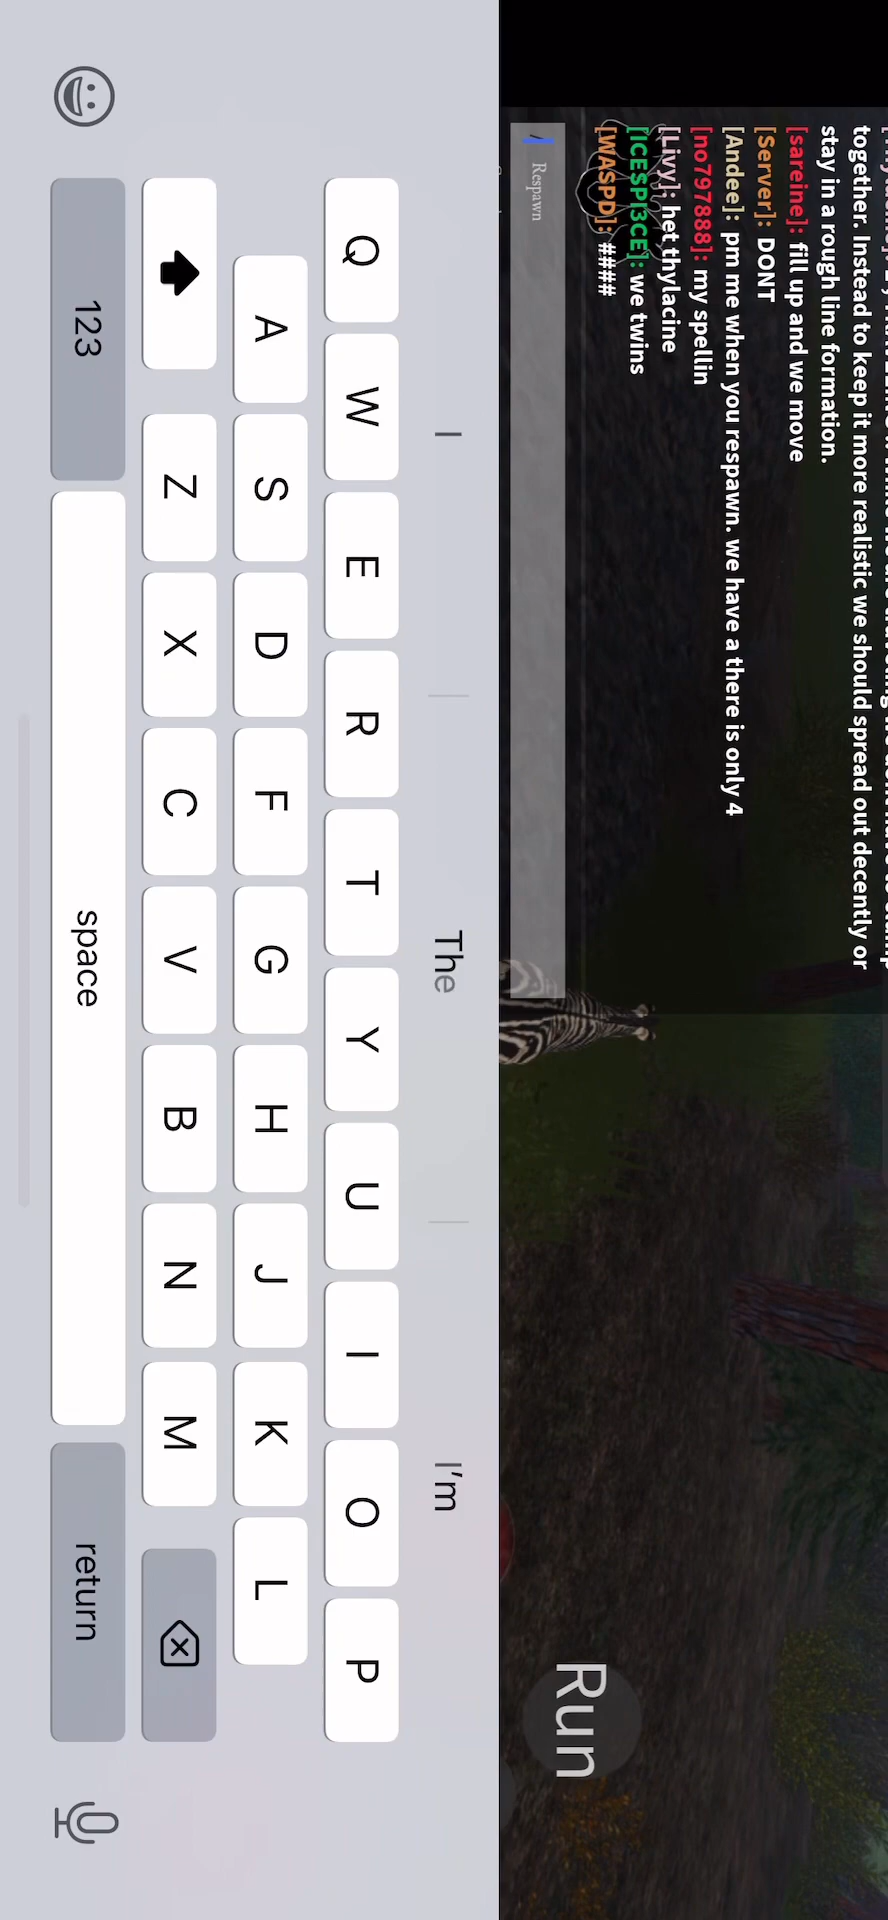 together. Instead to keep it more realistic we should spread out decently or
stay in a rough line formation.
[sareine]: fill up and we move
[Server]: DONT
[Andee]: pm me when you respawn. we have a there is only 4
[no797888]: my spellin
[Livy]: het thylacine
[ICE$P|3CE]: we twins
[WASPD]: ####
Respawn
Run
I The I'm
Q W E R T Y U I O P
A S D F G H J K L
Z X C V B N M
123 space return